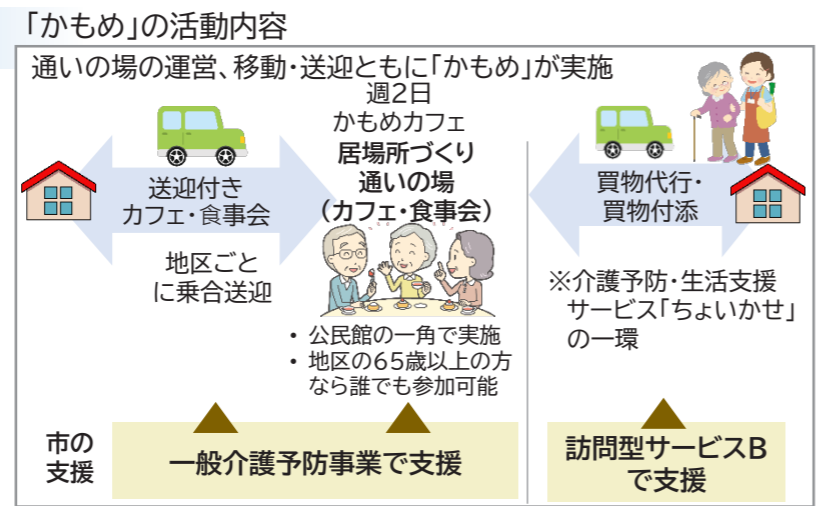 「かもめ」の活動内容
通いの場の運営、移動・送迎ともに「かもめ」が実施
送迎付き
カフェ・食事会
地区ごと
に乗合送迎
週2日
かもめカフェ
居場所づくり
通いの場
(カフェ・食事会)
・ 公民館の一角で実施
・ 地区の65歳以上の方
なら誰でも参加可能
買物代行・
買物付添
※介護予防・生活支援
サービス「ちょいかせ」
の一環
市の
支援
一般介護予防事業で支援
訪問型サービスB
で支援